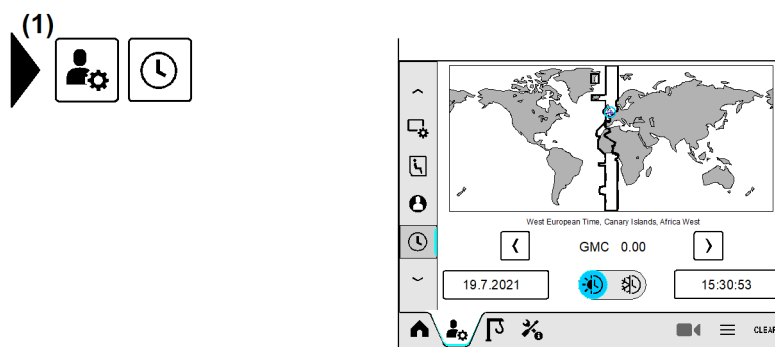 (1)
West European Time, Canary Islands, Africa West
GMC 0.00
19.7.2021
15:30:53
CLEAR